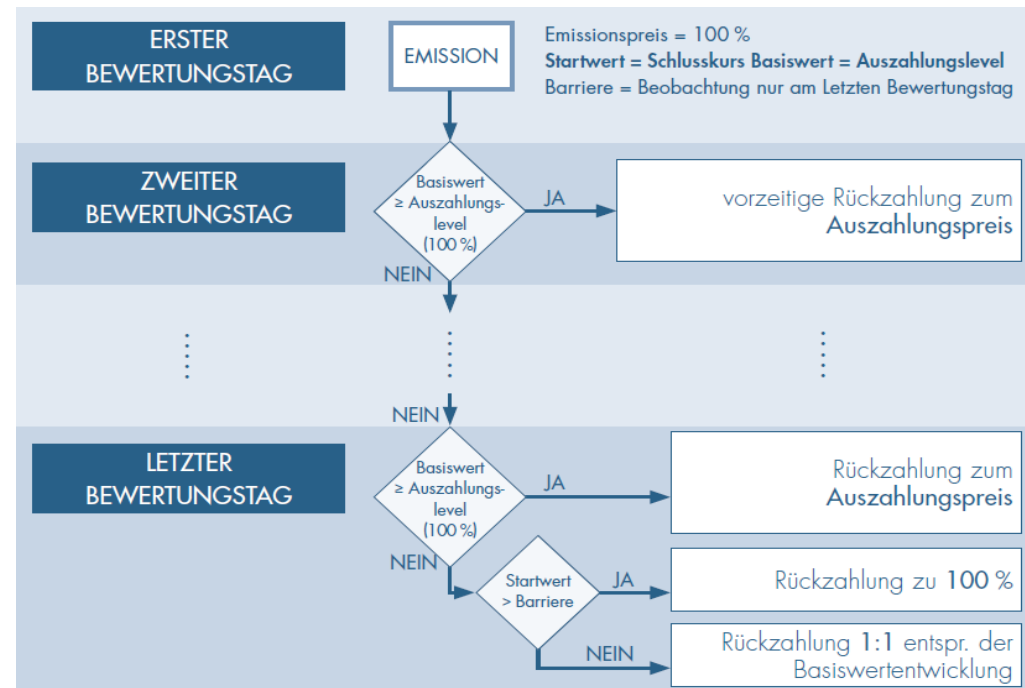 ERSTER
BEWERTUNGSTAG
EMISSION
Emissionspreis = 100 %
Startwert = Schlusskurs Basiswert = Auszahlungslevel
Barriere = Beobachtung nur am Letzten Bewertungstag
ZWEITER
BEWERTUNGSTAG
Basiswert
≥ Auszahlungs-
level
(100 %)
JA
vorzeitige Rückzahlung zum
Auszahlungspreis
NEIN
NEIN
LETZTER
BEWERTUNGSTAG
Basiswert
≥ Auszahlungs-
level
(100 %)
JA
Rückzahlung zum
Auszahlungspreis
NEIN
Startwert
> Barriere
JA
Rückzahlung zu 100 %
NEIN
Rückzahlung 1:1 entspr. der
Basiswertentwicklung